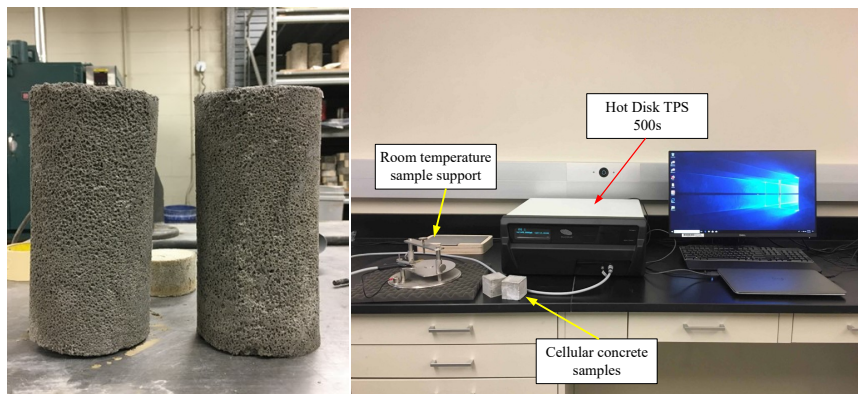 Hot Disk TPS
500s
Room temperature
sample support
Cellular concrete
samples